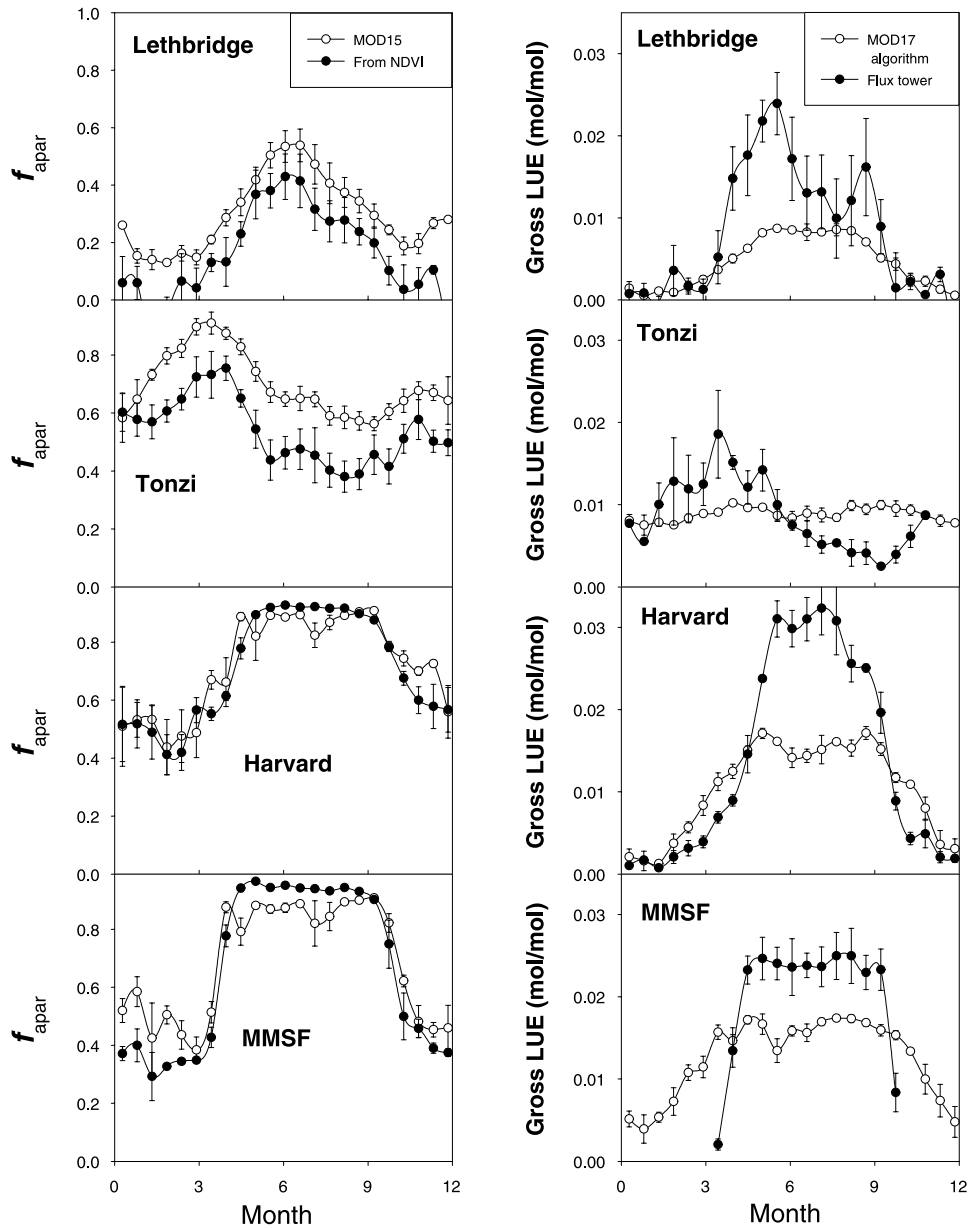 1.0
Lethbridge
MOD15
From NDVI
0.8
0.6
0.4
0.2
0.0
fapar
0.8
0.6
0.4
0.2
0.0
fapar
Tonzi
0.8
0.6
0.4
0.2
0.0
fapar
Harvard
0.8
0.6
0.4
0.2
0.0
fapar
MMSF
0
3
6
9
12
Month
Lethbridge
MOD17
algorithm
Flux tower
0.03
0.02
0.01
0.00
Gross LUE (mol/mol)
Tonzi
0.03
0.02
0.01
0.00
Gross LUE (mol/mol)
Harvard
0.03
0.02
0.01
0.00
Gross LUE (mol/mol)
MMSF
0.03
0.02
0.01
0.00
Gross LUE (mol/mol)
0
3
6
9
12
Month